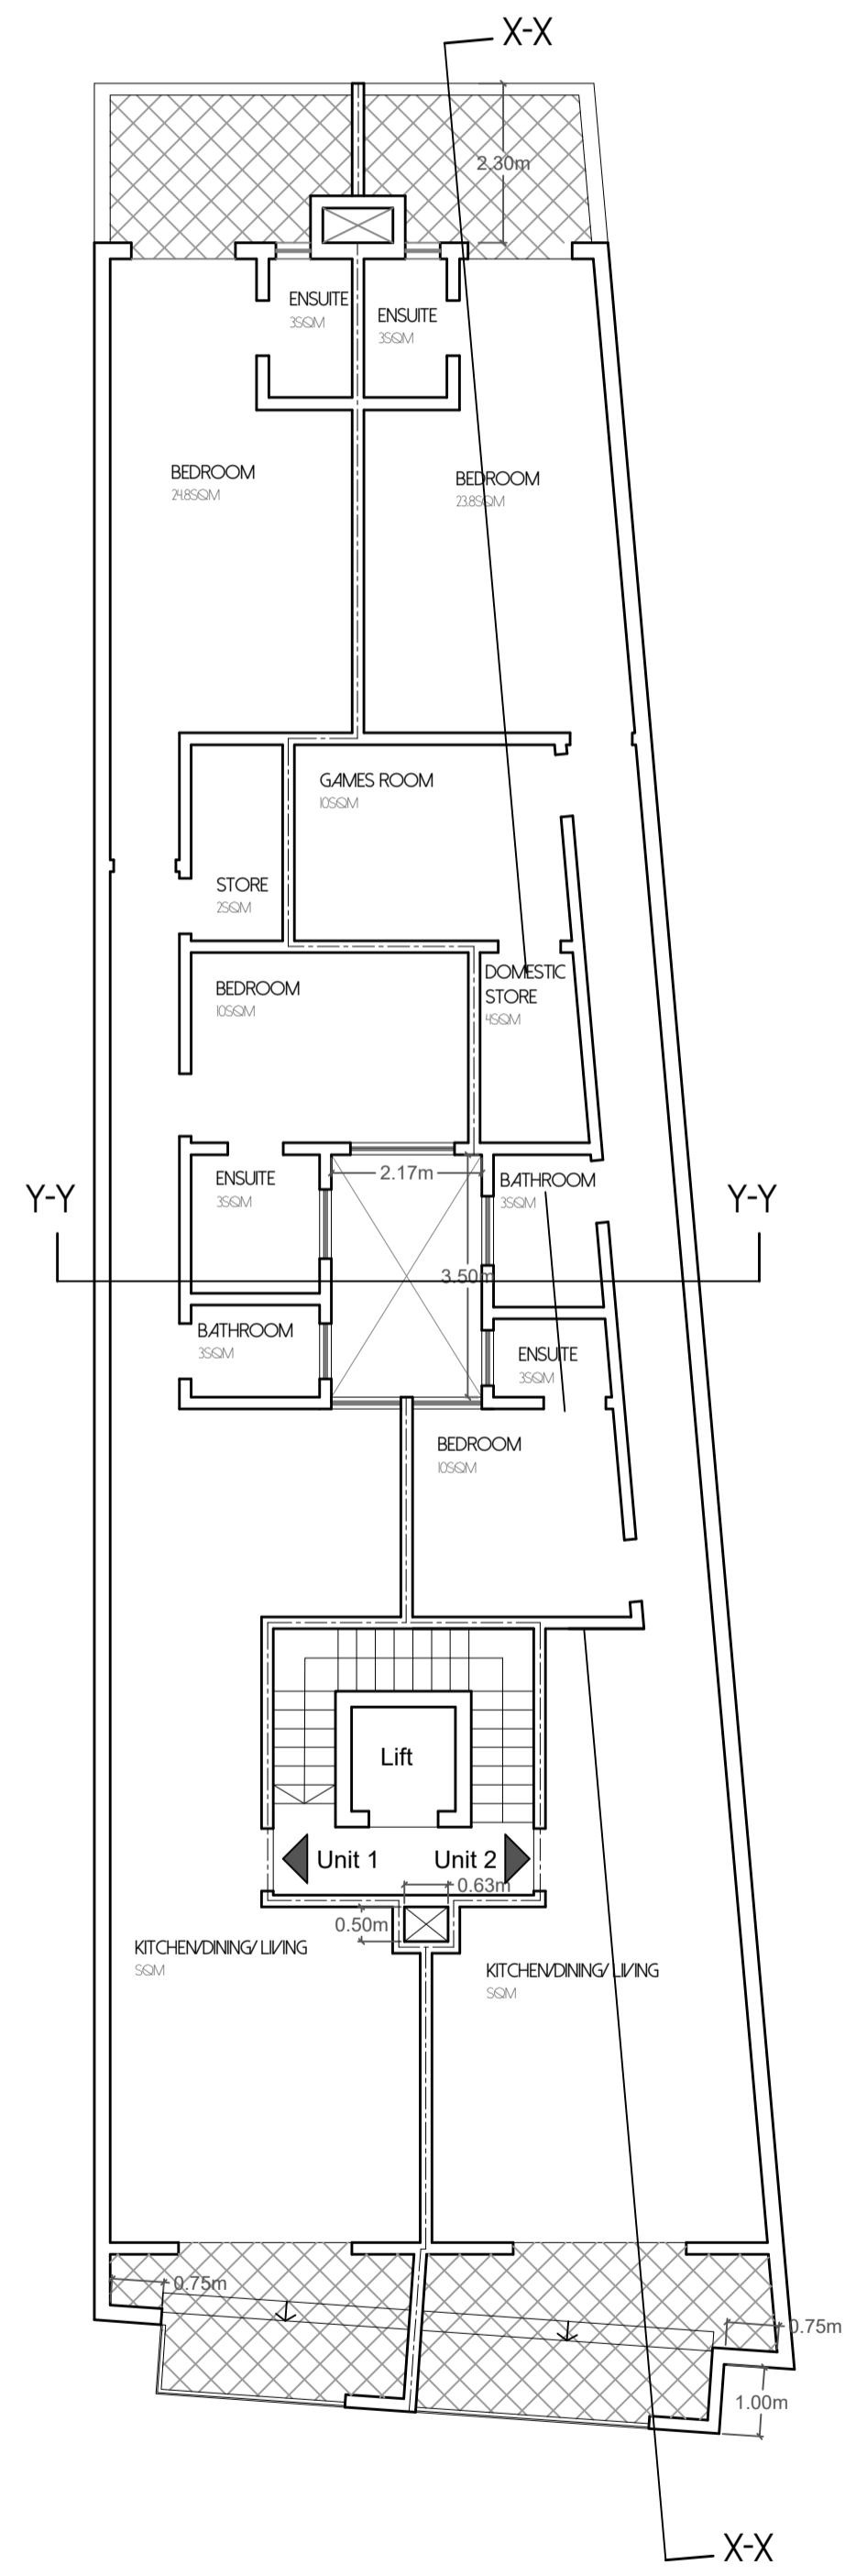 X-X
2.30m
ENSUITE
3SQM
ENSUITE
3SQM
BEDROOM
24.8SQM
BEDROOM
23.8SQM
GAMES ROOM
10SQM
STORE
2SQM
DOMESTIC
STORE
4SQM
BEDROOM
10SQM
ENSUITE
3SQM
2.17m
BATHROOM
3SQM
Y-Y
Y-Y
3.50m
BATHROOM
3SQM
ENSUITE
3SQM
BEDROOM
10SQM
Lift
Unit 1
Unit 2
0.63m
0.50m
KITCHEN/DINING/ LIVING
SQM
KITCHEN/DINING/ LIVING
SQM
0.75m
0.75m
1.00m
X-X